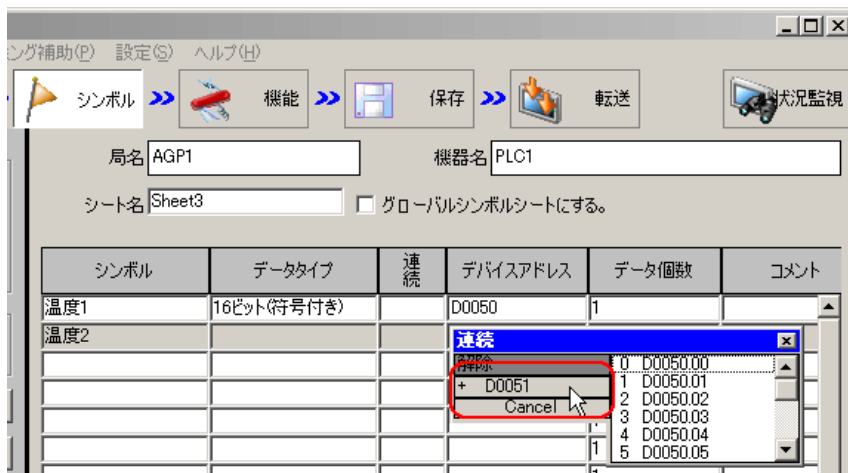 ング補助(P) 設定(S) ヘルプ(H)
シンボル 機能 保存 転送 状況監視
局名 AGP1 機器名 PLC1
シート名 Sheet3 グローバルシンボルシートにする。
シンボル データタイプ 連続 デバイスアドレス データ個数 コメント
温度1 16ビット(符号付き) D0050 1
温度2
連続
解除
+ D0051
Cancel
0 D0050.00
1 D0050.01
2 D0050.02
3 D0050.03
4 D0050.04
5 D0050.05
1